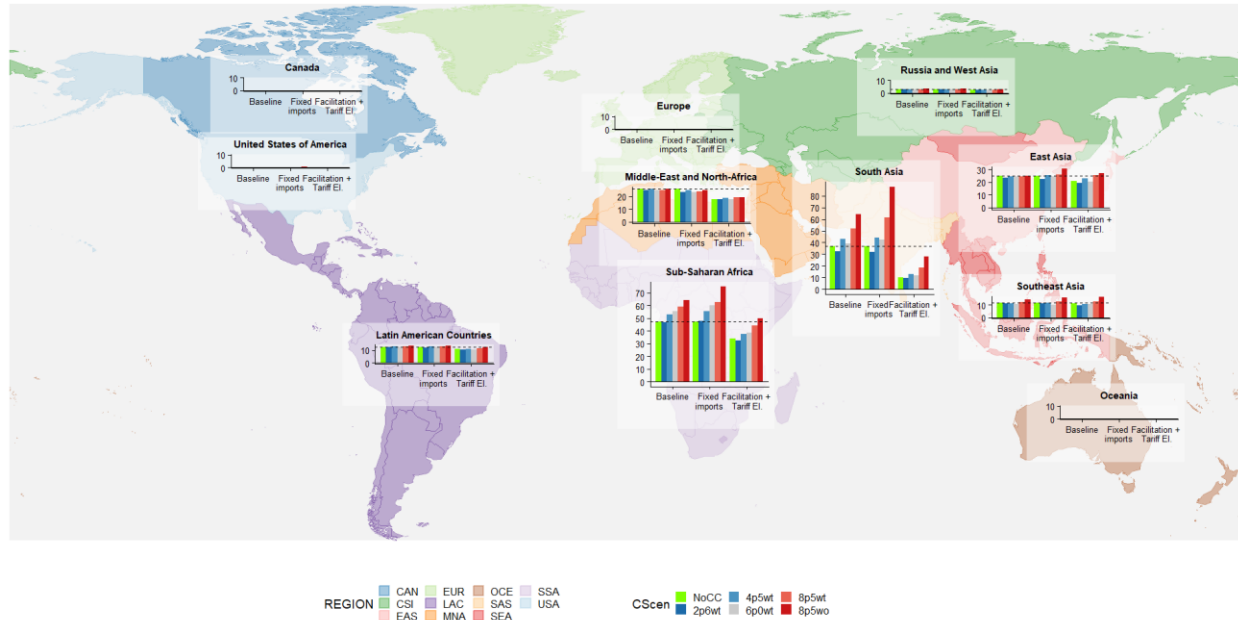 Canada
10
0
Baseline Fixed Facilitation +
imports Tariff El.
United States of America
10
0
Baseline Fixed Facilitation +
imports Tariff El.
Latin American Countries
10
0
Baseline Fixed Facilitation +
imports Tariff El.
Europe
10
0
Baseline Fixed Facilitation +
imports Tariff El.
Middle-East and North-Africa
20
10
0
Baseline Fixed Facilitation +
imports Tariff El.
Sub-Saharan Africa
70
60
50
40
30
20
10
0
Baseline Fixed Facilitation +
imports Tariff El.
Russia and West Asia
10
0
Baseline Fixed Facilitation +
imports Tariff El.
South Asia
80
70
60
50
40
30
20
10
0
Baseline Fixed Facilitation +
imports Tariff El.
East Asia
30
20
10
0
Baseline Fixed Facilitation +
imports Tariff El.
Southeast Asia
10
0
Baseline Fixed Facilitation +
imports Tariff El.
Oceania
10
0
Baseline Fixed Facilitation +
imports Tariff El.
REGION
CAN EUR OCE SSA
CSI LAC SAS USA
EAS MNA SEA
CScen
NoCC 4p5wt 8p5wt
2p6wt 6p0wt 8p5wo